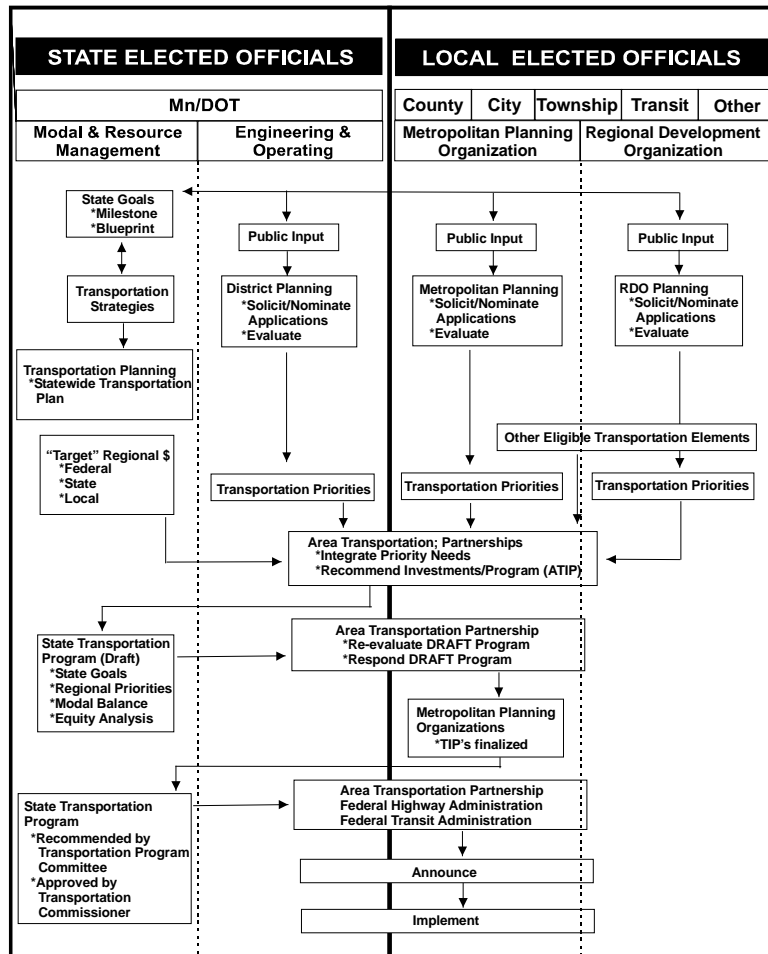 STATE ELECTED OFFICIALS
LOCAL ELECTED OFFICIALS
Mn/DOT
County
City
Township
Transit
Other
Modal & Resource
Management
Engineering &
Operating
Metropolitan Planning
Organization
Regional Development
Organization
State Goals
*Milestone
*Blueprint
Public Input
Public Input
Public Input
Transportation
Strategies
District Planning
*Solicit/Nominate
Applications
*Evaluate
Metropolitan Planning
*Solicit/Nominate
Applications
*Evaluate
RDO Planning
*Solicit/Nominate
Applications
*Evaluate
Transportation Planning
*Statewide Transportation
Plan
Other Eligible Transportation Elements
“Target” Regional $
*Federal
*State
*Local
Transportation Priorities
Transportation Priorities
Transportation Priorities
Area Transportation; Partnerships
*Integrate Priority Needs
*Recommend Investments/Program (ATIP)
State Transportation
Program (Draft)
*State Goals
*Regional Priorities
*Modal Balance
*Equity Analysis
Area Transportation Partnership
*Re-evaluate DRAFT Program
*Respond DRAFT Program
Metropolitan Planning
Organizations
*TIP's finalized
State Transportation
Program
*Recommended by
Transportation Program
Committee
*Approved by
Transportation
Commissioner
Area Transportation Partnership
Federal Highway Administration
Federal Transit Administration
Announce
Implement